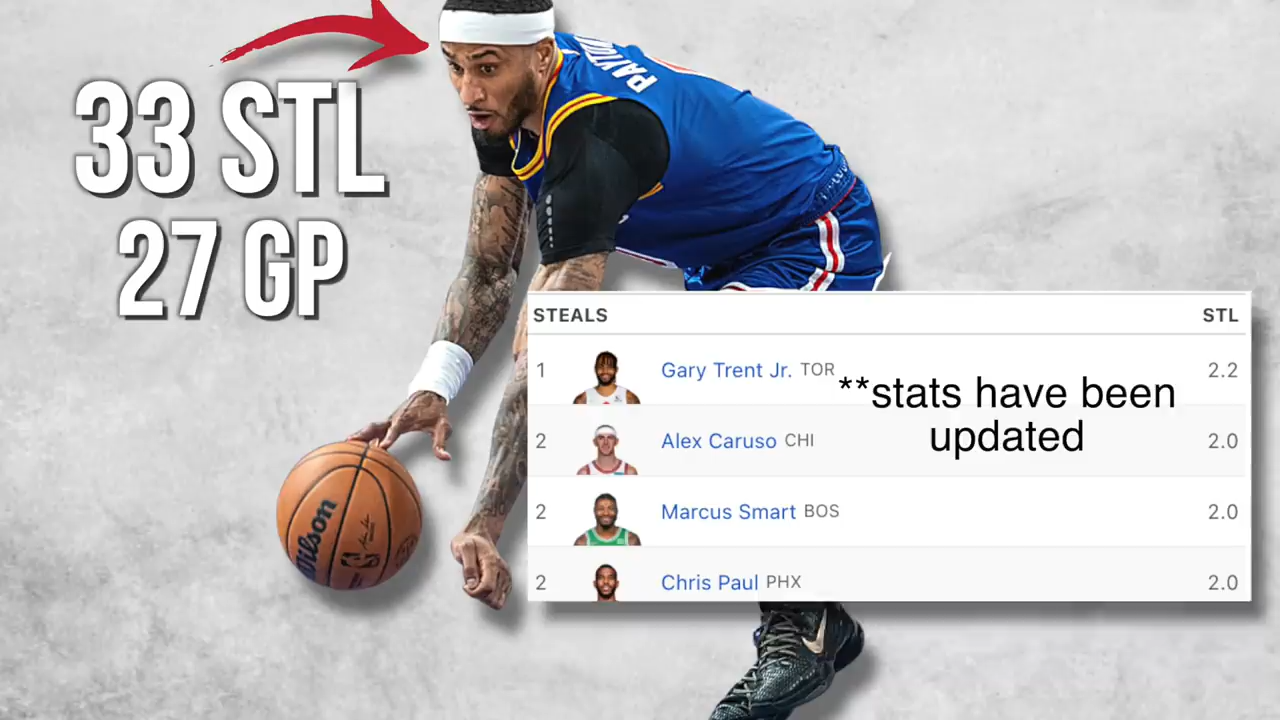 33 STL
27 GP
PAYTON
Wilson
STEALS STL
1 Gary Trent Jr. TOR 2.2
**stats have been
updated
2 Alex Caruso CHI 2.0
2 Marcus Smart BOS 2.0
2 Chris Paul PHX 2.0